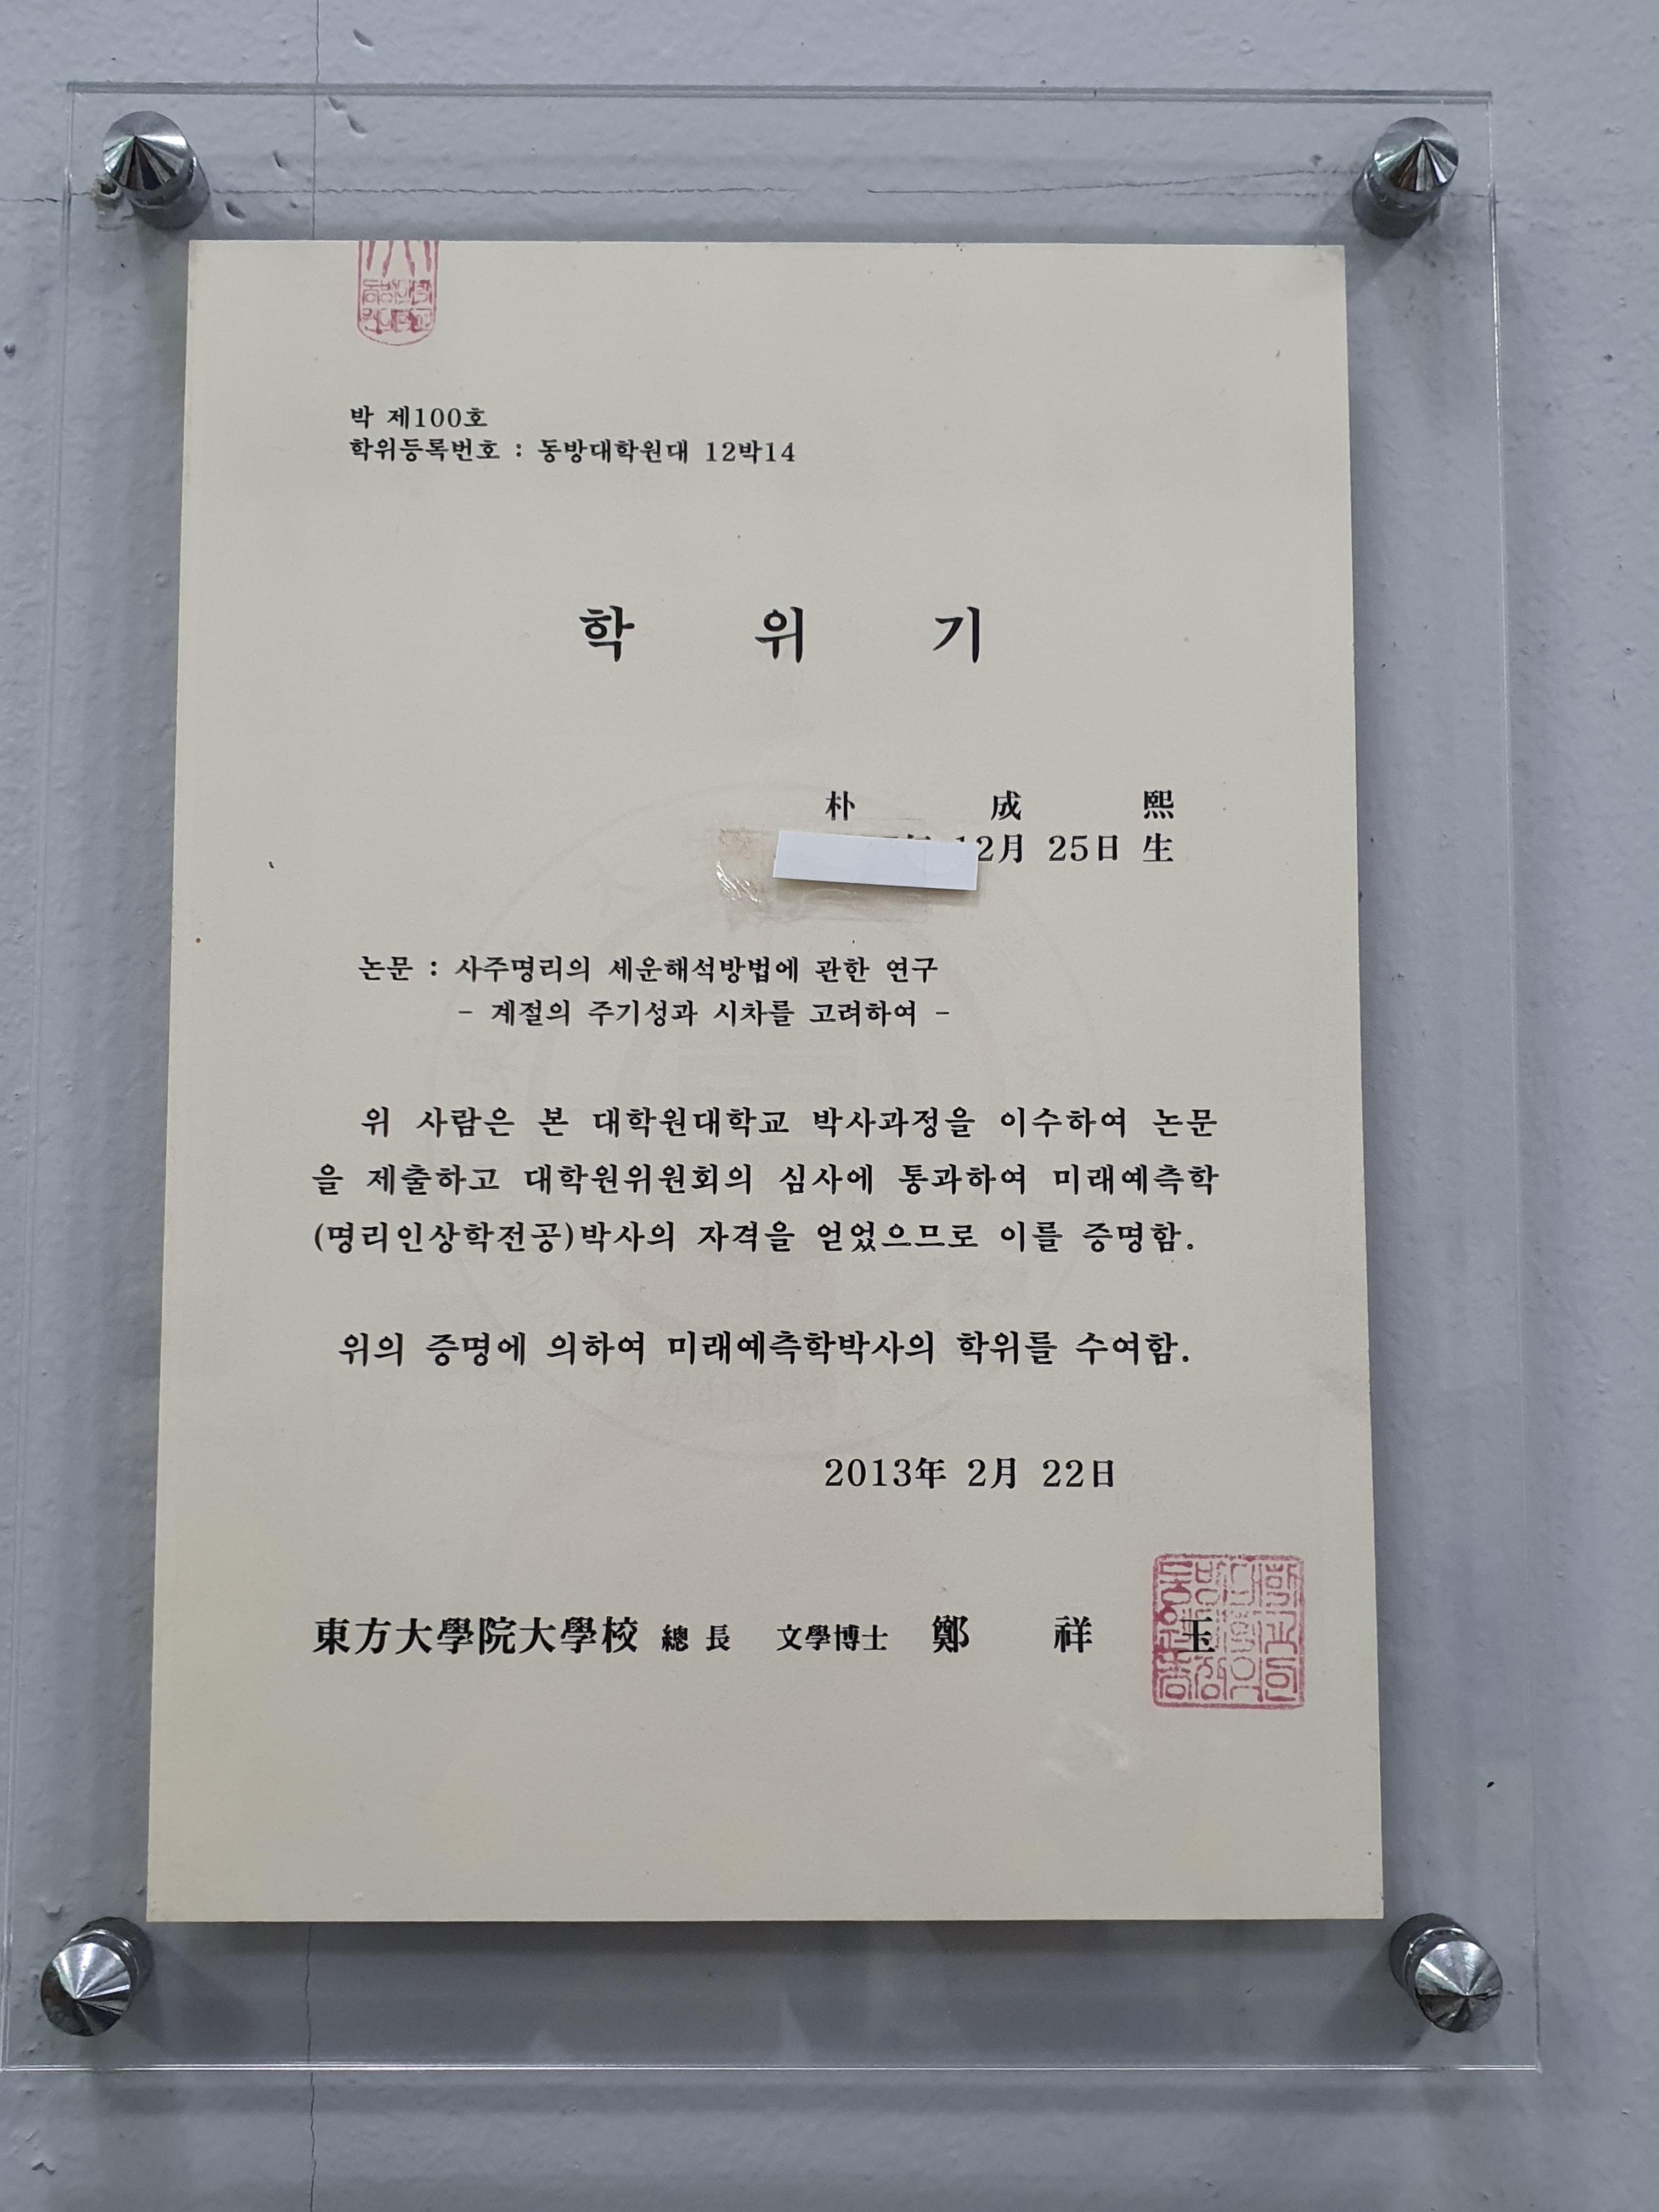 박 제100호
학위등록번호 : 동방대학원대 12박14
학 위 기
朴 成 熙
12月 25日 生
논문 : 사주명리의 세운해석방법에 관한 연구
- 계절의 주기성과 시차를 고려하여 -
위 사람은 본 대학원대학교 박사과정을 이수하여 논문
을 제출하고 대학원위원회의 심사에 통과하여 미래예측학
(명리인상학전공)박사의 자격을 얻었으므로 이를 증명함.
위의 증명에 의하여 미래예측학박사의 학위를 수여함.
2013年 2月 22日
東方大學院大學校 總長 文學博士 鄭 祥 玉